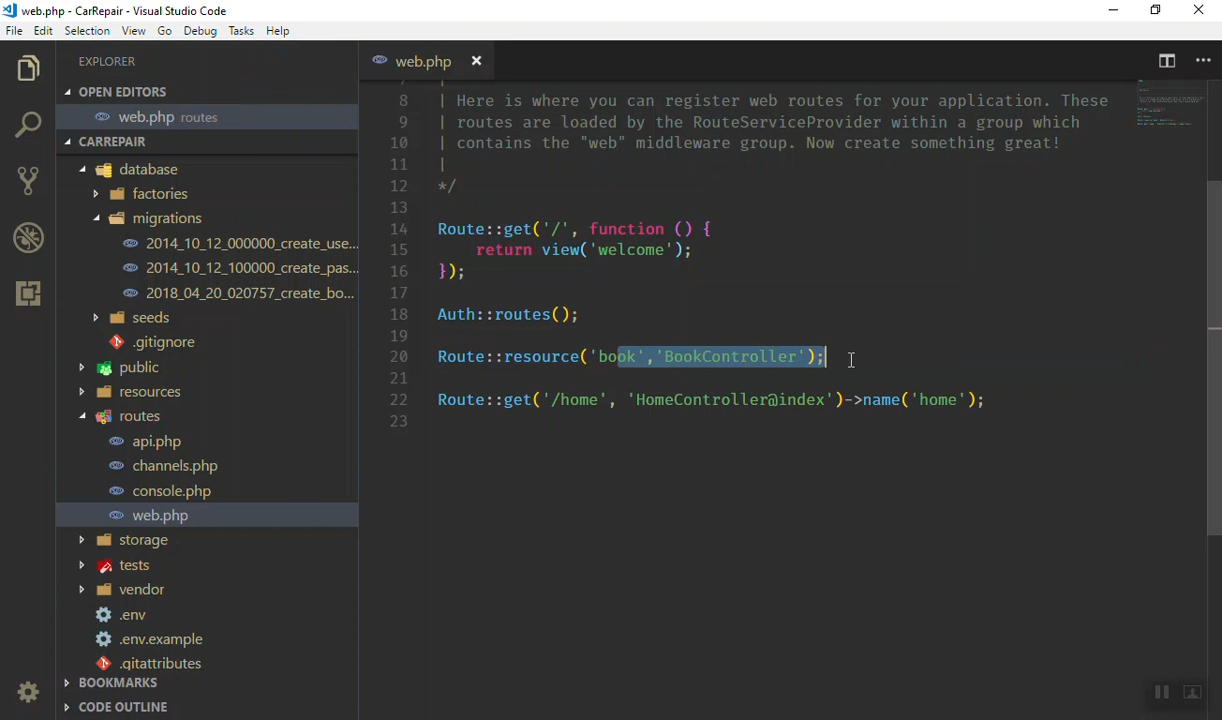 web.php - CarRepair - Visual Studio Code
File Edit Selection View Go Debug Tasks Help
EXPLORER
OPEN EDITORS
web.php routes
CARREPAIR
database
factories
migrations
2014_10_12_000000_create_use...
2014_10_12_100000_create_pas...
2018_04_20_020757_create_bo...
seeds
.gitignore
public
resources
routes
api.php
channels.php
console.php
web.php
storage
tests
vendor
.env
.env.example
.gitattributes
BOOKMARKS
CODE OUTLINE
web.php
8 | Here is where you can register web routes for your application. These
9 | routes are loaded by the RouteServiceProvider within a group which
10 | contains the "web" middleware group. Now create something great!
11 |
12 */
13
14 Route::get('/', function () {
15 return view('welcome');
16 });
17
18 Auth::routes();
19
20 Route::resource('book','BookController');
21
22 Route::get('/home', 'HomeController@index')->name('home');
23